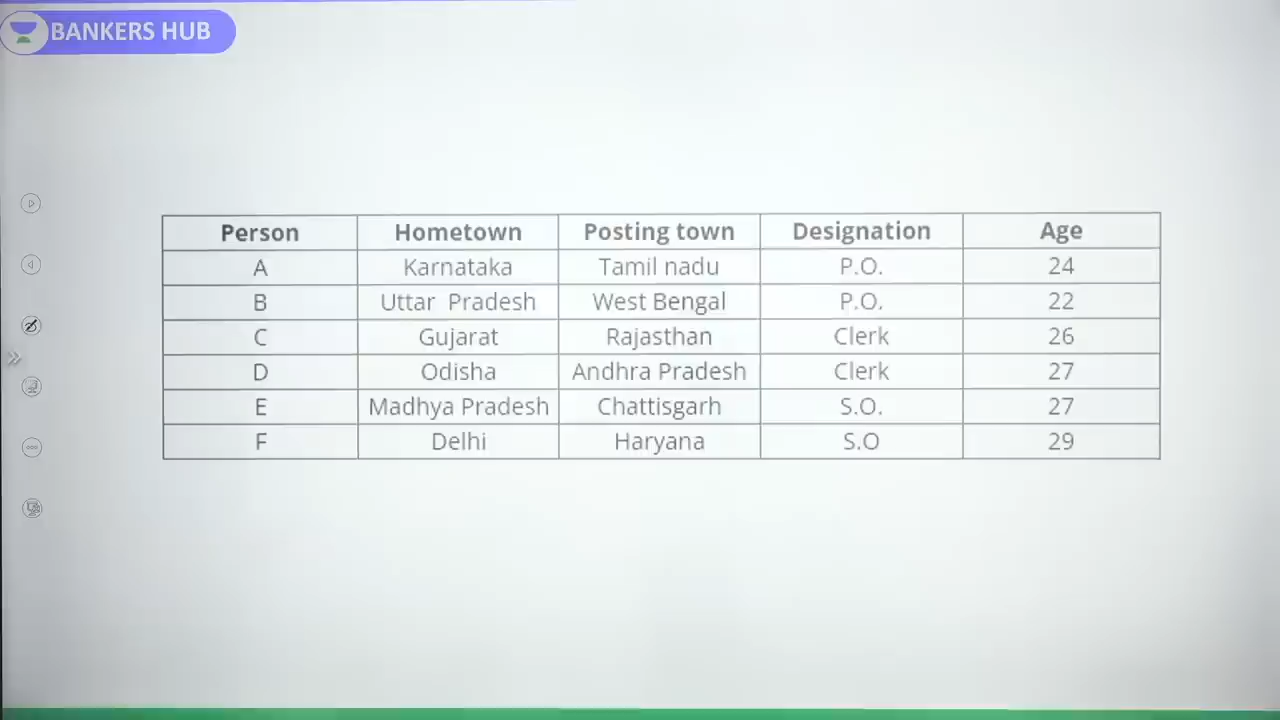 BANKERS HUB
Person Hometown Posting town Designation Age
A Karnataka Tamil nadu P.O. 24
B Uttar Pradesh West Bengal P.O. 22
C Gujarat Rajasthan Clerk 26
D Odisha Andhra Pradesh Clerk 27
E Madhya Pradesh Chattisgarh S.O. 27
F Delhi Haryana S.O 29